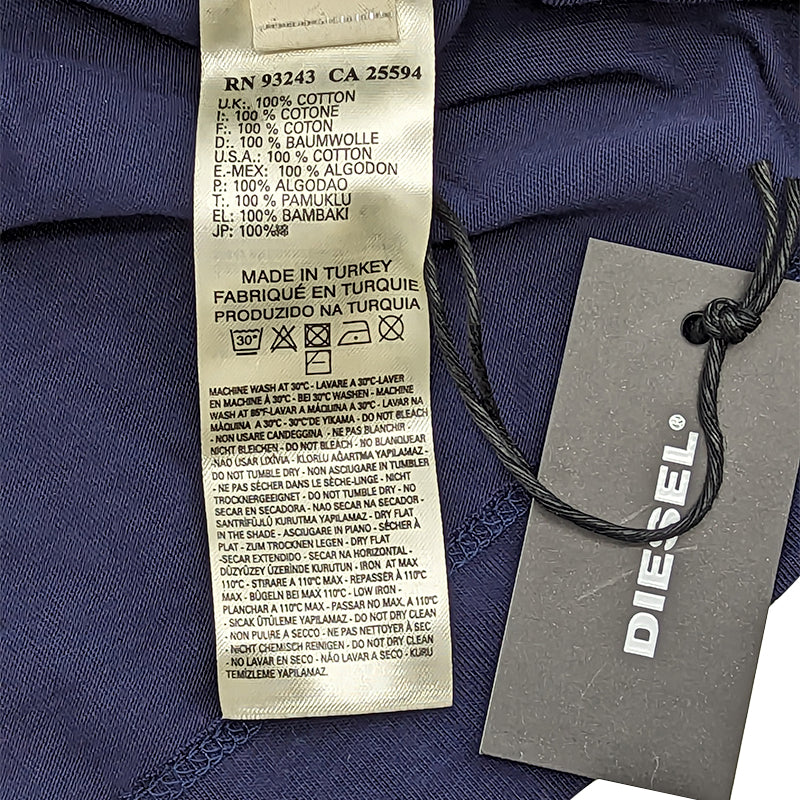 RN 93243 CA 25594
U.K:. 100% COTTON
I:. 100 % COTONE
F:. 100 % COTON
D:. 100 % BAUMWOLLE
U.S.A.: 100% COTTON
E.-MEX: 100 % ALGODON
P.: 100% ALGODAO
T:. 100% PAMUKLU
EL: 100% BAMBAKI
JP: 100%綿
MADE IN TURKEY
FABRIQUÉ EN TURQUIE
PRODUZIDO NA TURQUIA
30°
MACHINE WASH AT 30°C - LAVARE A 30°C-LAVER
EN MACHINE À 30°C - BEI 30°C WASHEN - MACHINE
WASH AT 85°F-LAVAR A MÁQUINA A 30°C - LAVAR NA
MÁQUINA A 30°C - 30°C'DE YIKAMA - DO NOT BLEACH
- NON USARE CANDEGGINA - NE PAS BLANCHIR -
NICHT BLEICHEN - DO NOT BLEACH - NO BLANQUEAR
-NÃO USAR LIXÍVIA - KLORLU AĞARTMA YAPILAMAZ -
DO NOT TUMBLE DRY - NON ASCIUGARE IN TUMBLER
- NE PAS SÉCHER DANS LE SÈCHE-LINGE - NICHT
TROCKNERGEEIGNET - DO NOT TUMBLE DRY - NO
SECAR EN SECADORA - NAO SECAR NA SECADOR -
SANTRİFÜJLÜ KURUTMA YAPILAMAZ - DRY FLAT
IN THE SHADE - ASCIUGARE IN PIANO - SÉCHER À
PLAT - ZUM TROCKNEN LEGEN - DRY FLAT
-SECAR EXTENDIDO - SECAR NA HORIZONTAL -
DÜZYÜZEY ÜZERİNDE KURUTUN - IRON AT MAX
110°C - STIRARE A 110°C MAX - REPASSER À 110°C
MAX - BÜGELN BEI MAX 110°C - LOW IRON -
PLANCHAR A 110°C MAX - PASSAR NO MAX. A 110°C
SICAK ÜTÜLEME YAPILAMAZ - DO NOT DRY CLEAN
NON PULIRE A SECCO - NE PAS NETTOYER À SEC
- NICHT CHEMISCH REINIGEN - DO NOT DRY CLEAN
-NO LAVAR EN SECO - NÃO LAVAR A SECO - KURU
TEMİZLEME YAPILAMAZ.
DIESEL®